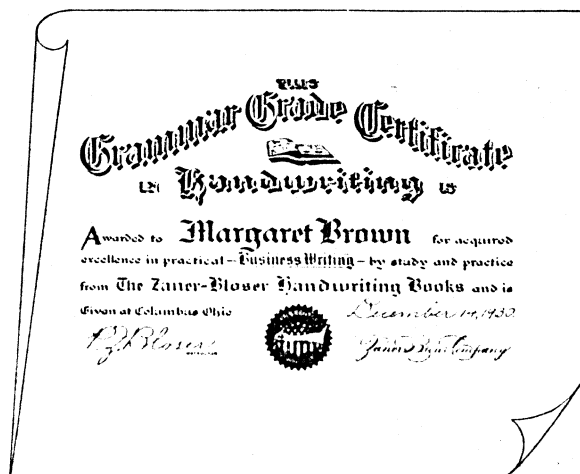 THIS
Grammar Grade Certificate
IN Handwriting IS
Awarded to Margaret Brown for acquired
excellence in practical – Business Writing – by study and practice
from The Zaner-Bloser Handwriting Books and is
Given at Columbus Ohio December 14, 1930.
Zaner Bloser Company